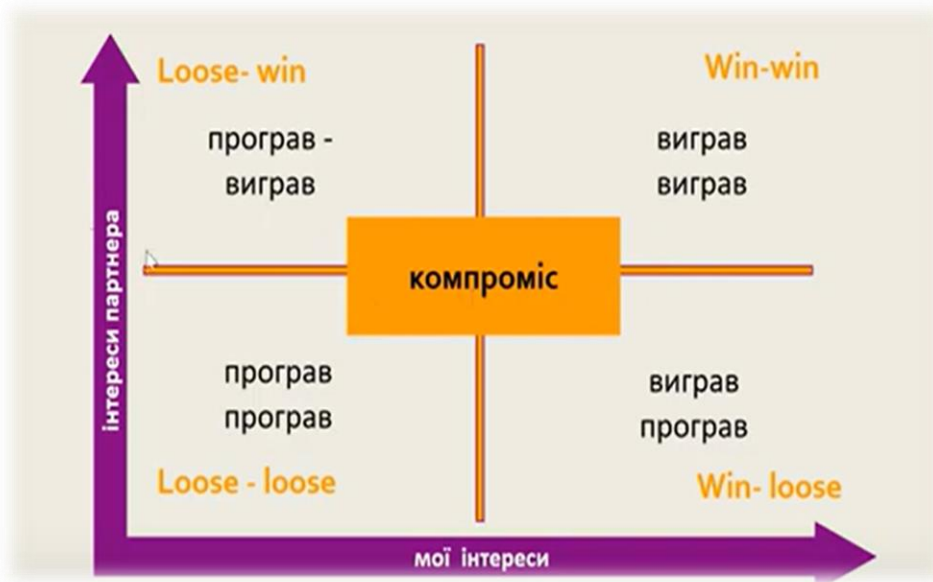 Loose- win
Win-win
програв -
виграв
виграв
виграв
інтереси партнера
компроміс
програв
програв
виграв
програв
Loose - loose
Win- loose
мої інтереси